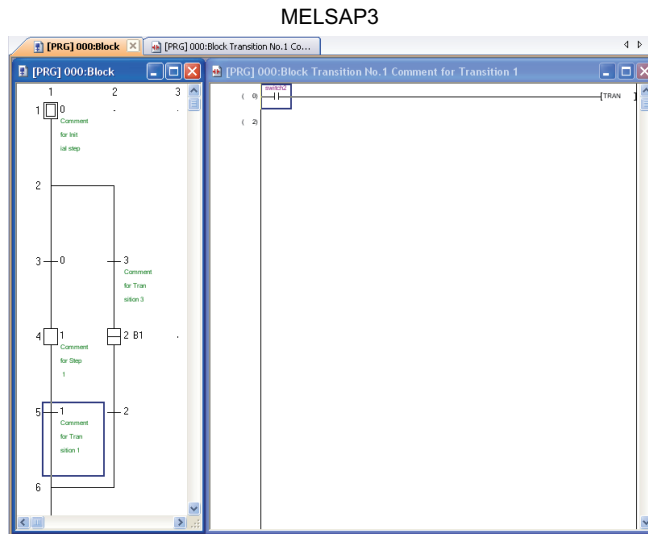 MELSAP3
[PRG] 000:Block
[PRG] 000:Block Transition No.1 Co...
[PRG] 000:Block
1 2 3
1 0
Comment
for Init
ial step
2
3 0 3
Comment
for Tran
sition 3
4 1 2 B1
Comment
for Step
1
5 1 2
Comment
for Tran
sition 1
6
[PRG] 000:Block Transition No.1 Comment for Transition 1
switch2
( 0) [TRAN ]
( 2)